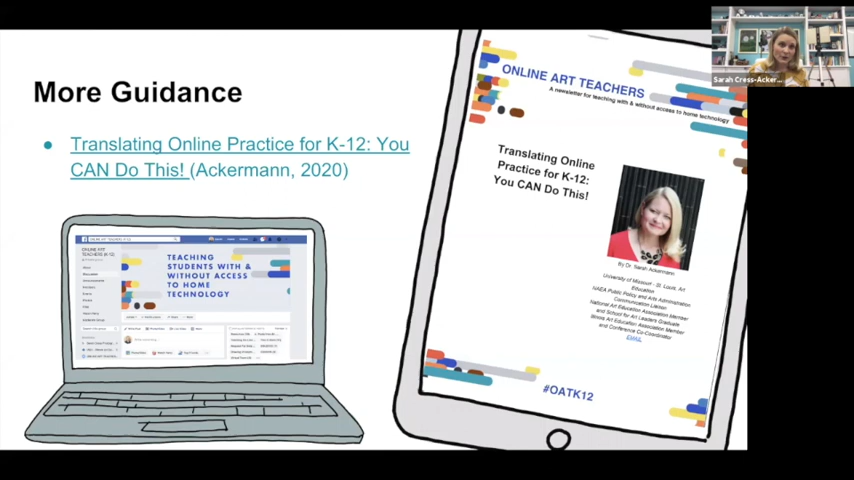 Sarah Cress-Acker...
More Guidance
Translating Online Practice for K-12: You
CAN Do This! (Ackermann, 2020)
TEACHING
STUDENTS WITH &
WITHOUT ACCESS
TO HOME
TECHNOLOGY
ONLINE ART TEACHERS
A newsletter for teaching with & without access to home technology
Translating Online
Practice for K-12:
You CAN Do This!
By Dr. Sarah Ackermann
University of Missouri - St. Louis, Art
Education
NAEA Public Policy and Arts Administration
Communication Liaison
National Art Education Association Member
and School for Art Leaders Graduate
Illinois Art Education Association Member
and Conference Co-Coordinator
EMAIL
#OATK12